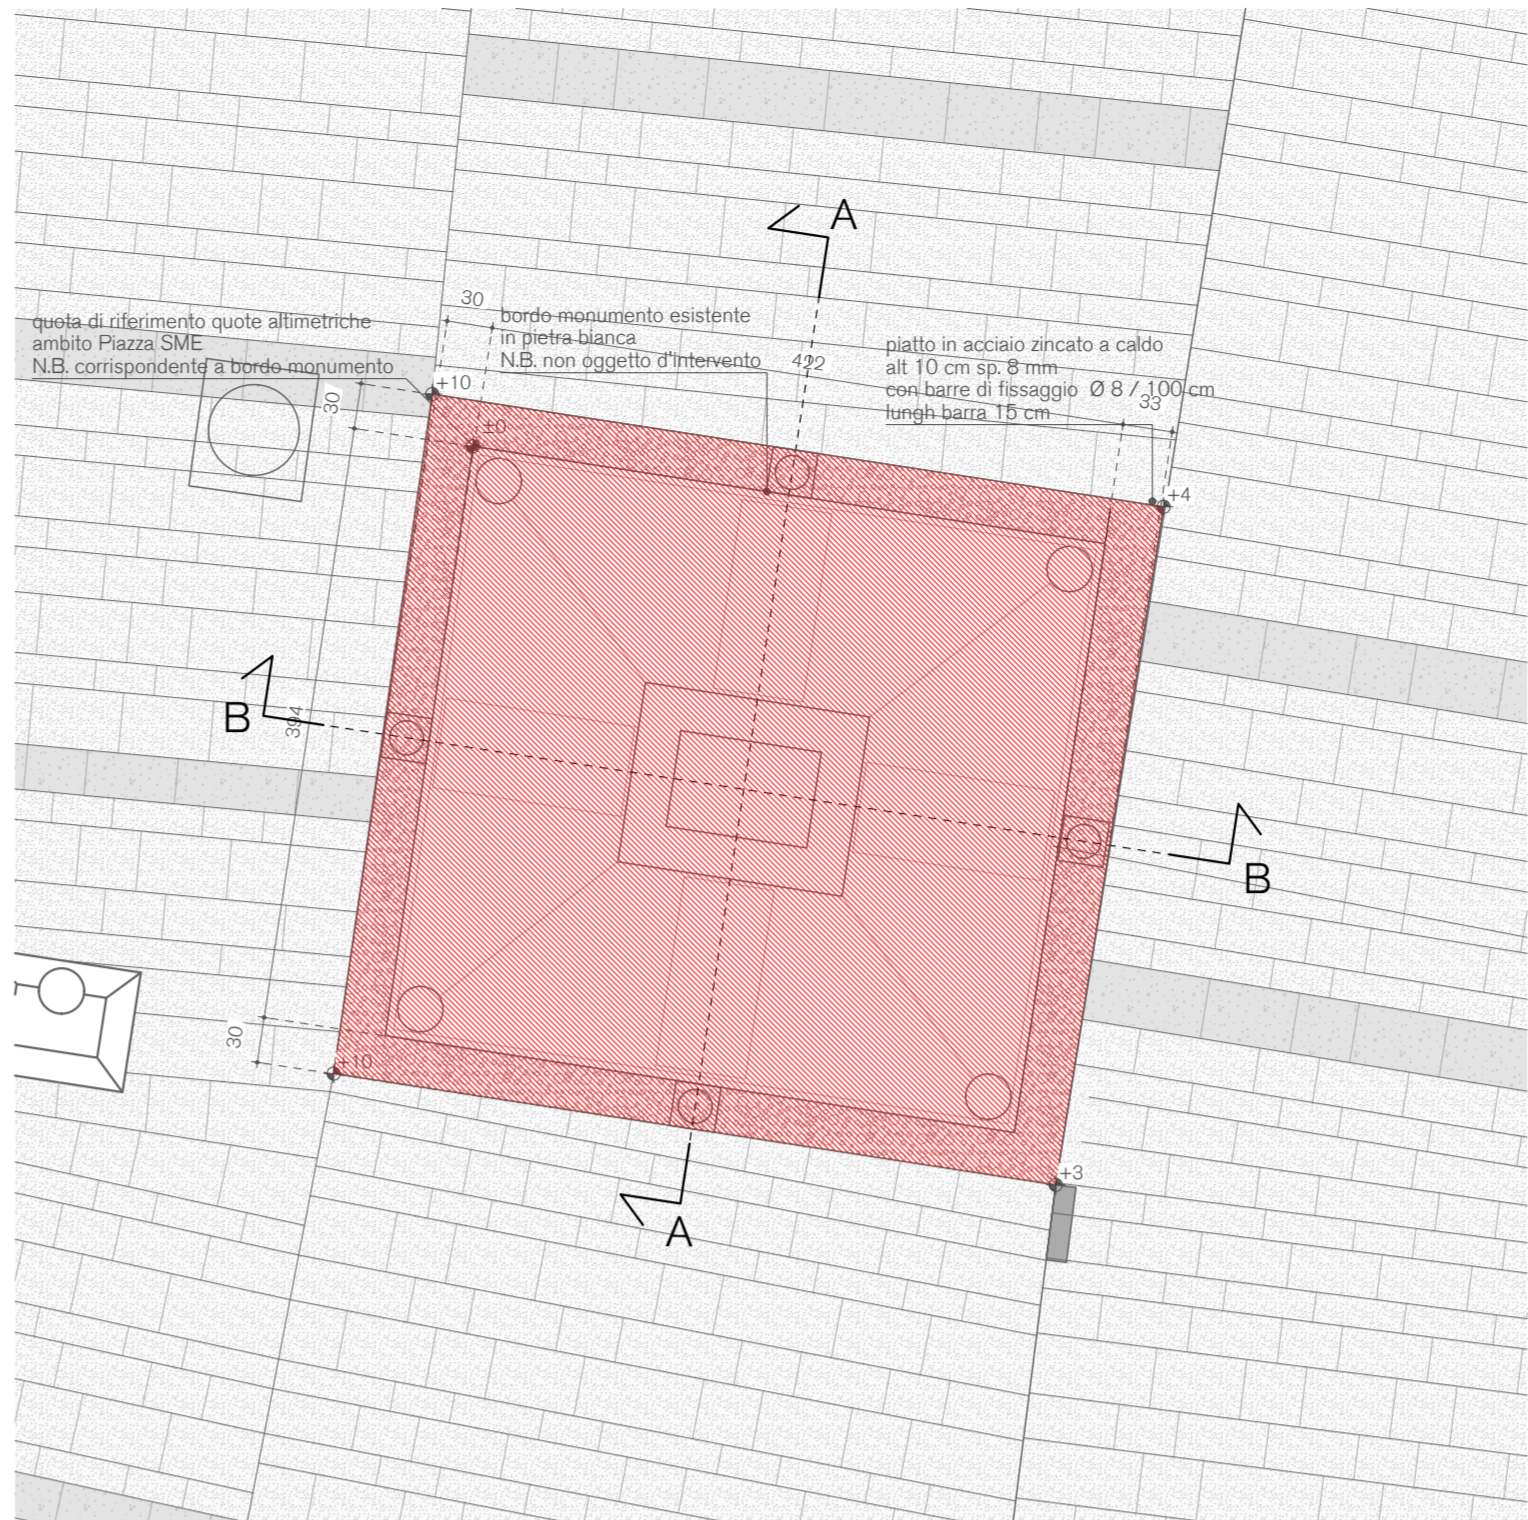 A
30
quota di riferimento quote altimetriche
ambito Piazza SME
N.B. corrispondente a bordo monumento
bordo monumento esistente
in pietra bianca
N.B. non oggetto d'intervento
422
piatto in acciaio zincato a caldo
alt 10 cm sp. 8 mm
con barre di fissaggio Ø 8 / 100 cm
lungh barra 15 cm
33
30
+10
±0
+4
B
394
B
30
+10
+3
A